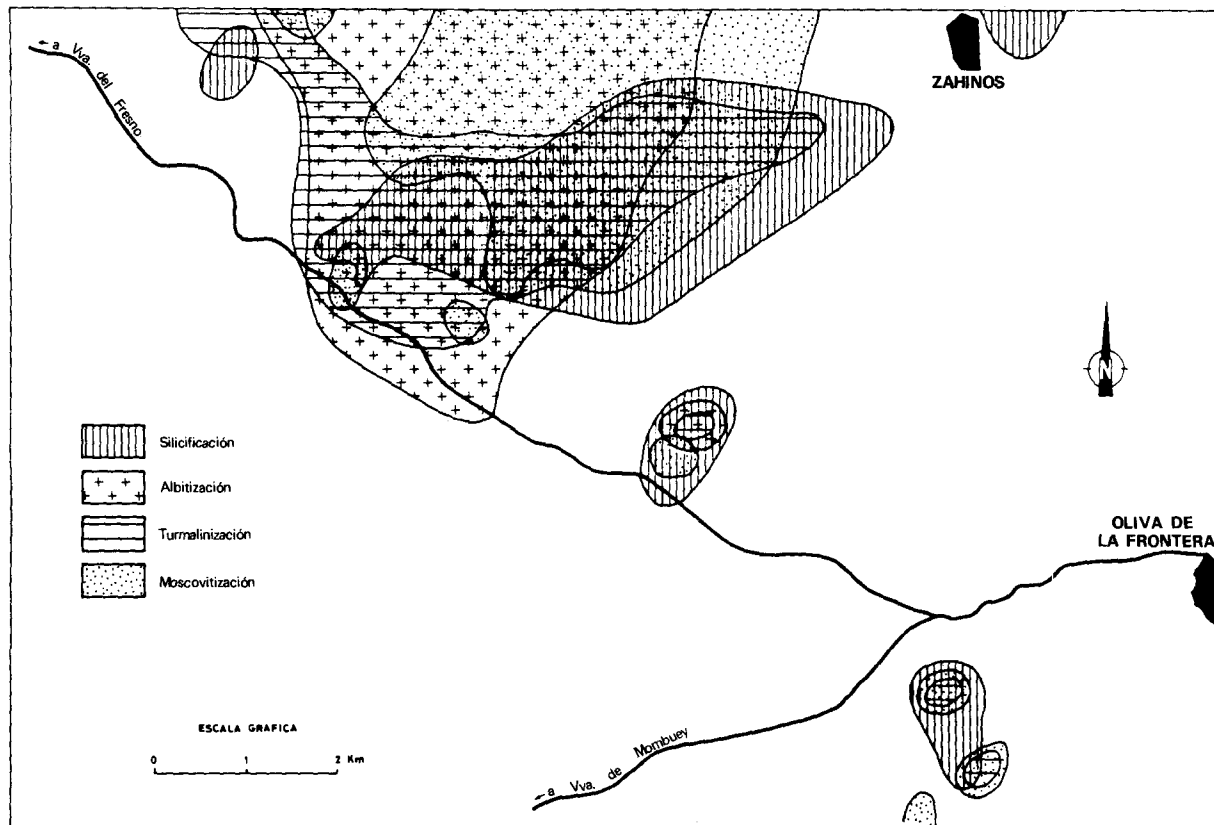 ← a Vva. del Fresno
ZAHINOS
N
Silicificación
Albitización
Turmalinización
Moscovitización
OLIVA DE
LA FRONTERA
ESCALA GRAFICA
0 1 2 Km
← a Vva. de Mombuey